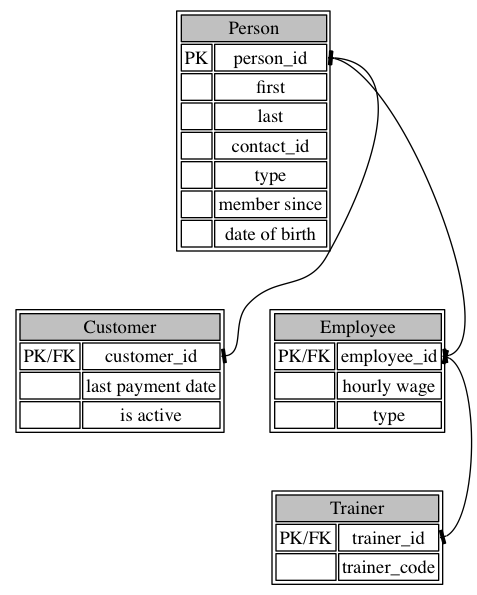 Person
PK person_id
first
last
contact_id
type
member since
date of birth
Customer
PK/FK customer_id
last payment date
is active
Employee
PK/FK employee_id
hourly wage
type
Trainer
PK/FK trainer_id
trainer_code